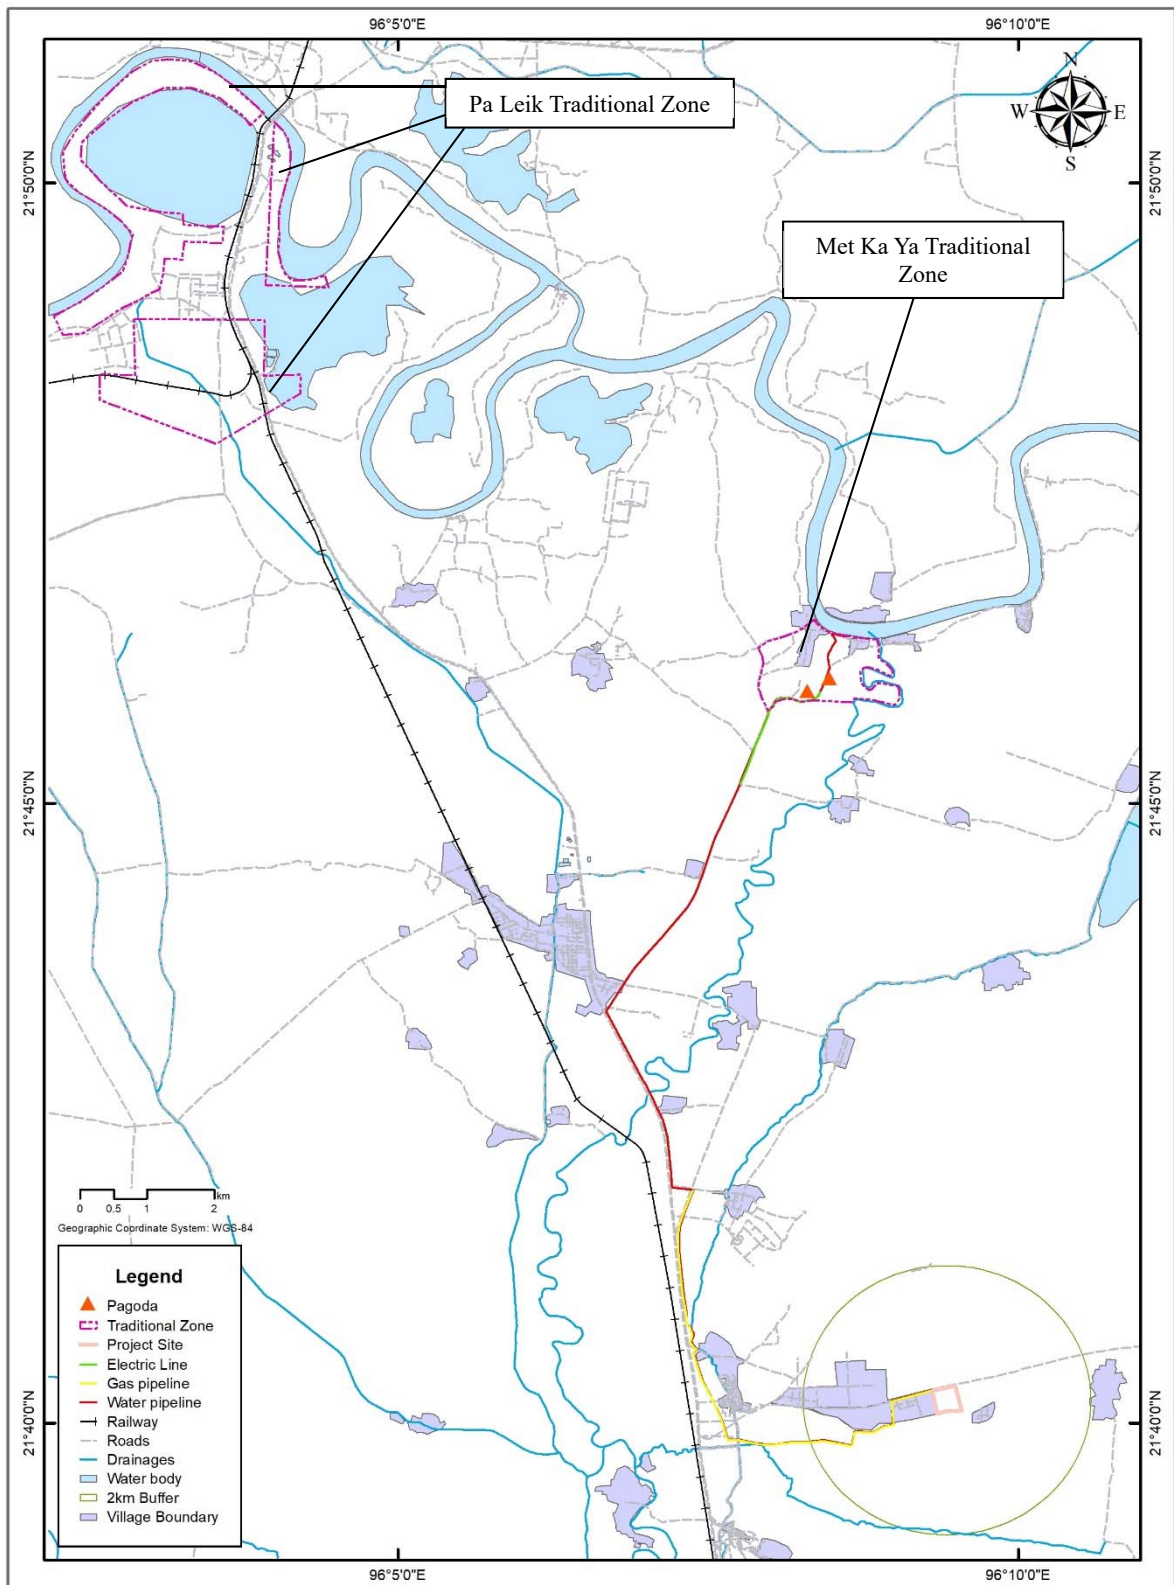 96°5'0"E
96°10'0"E
N
W
E
S
Pa Leik Traditional Zone
21°50'0"N
21°50'0"N
Met Ka Ya Traditional
Zone
21°45'0"N
21°45'0"N
0 0.5 1 2 km
Geographic Coordinate System: WGS-84
Legend
Pagoda
Traditional Zone
Project Site
Electric Line
Gas pipeline
Water pipeline
Railway
Roads
Drainages
Water body
2km Buffer
Village Boundary
21°40'0"N
21°40'0"N
96°5'0"E
96°10'0"E